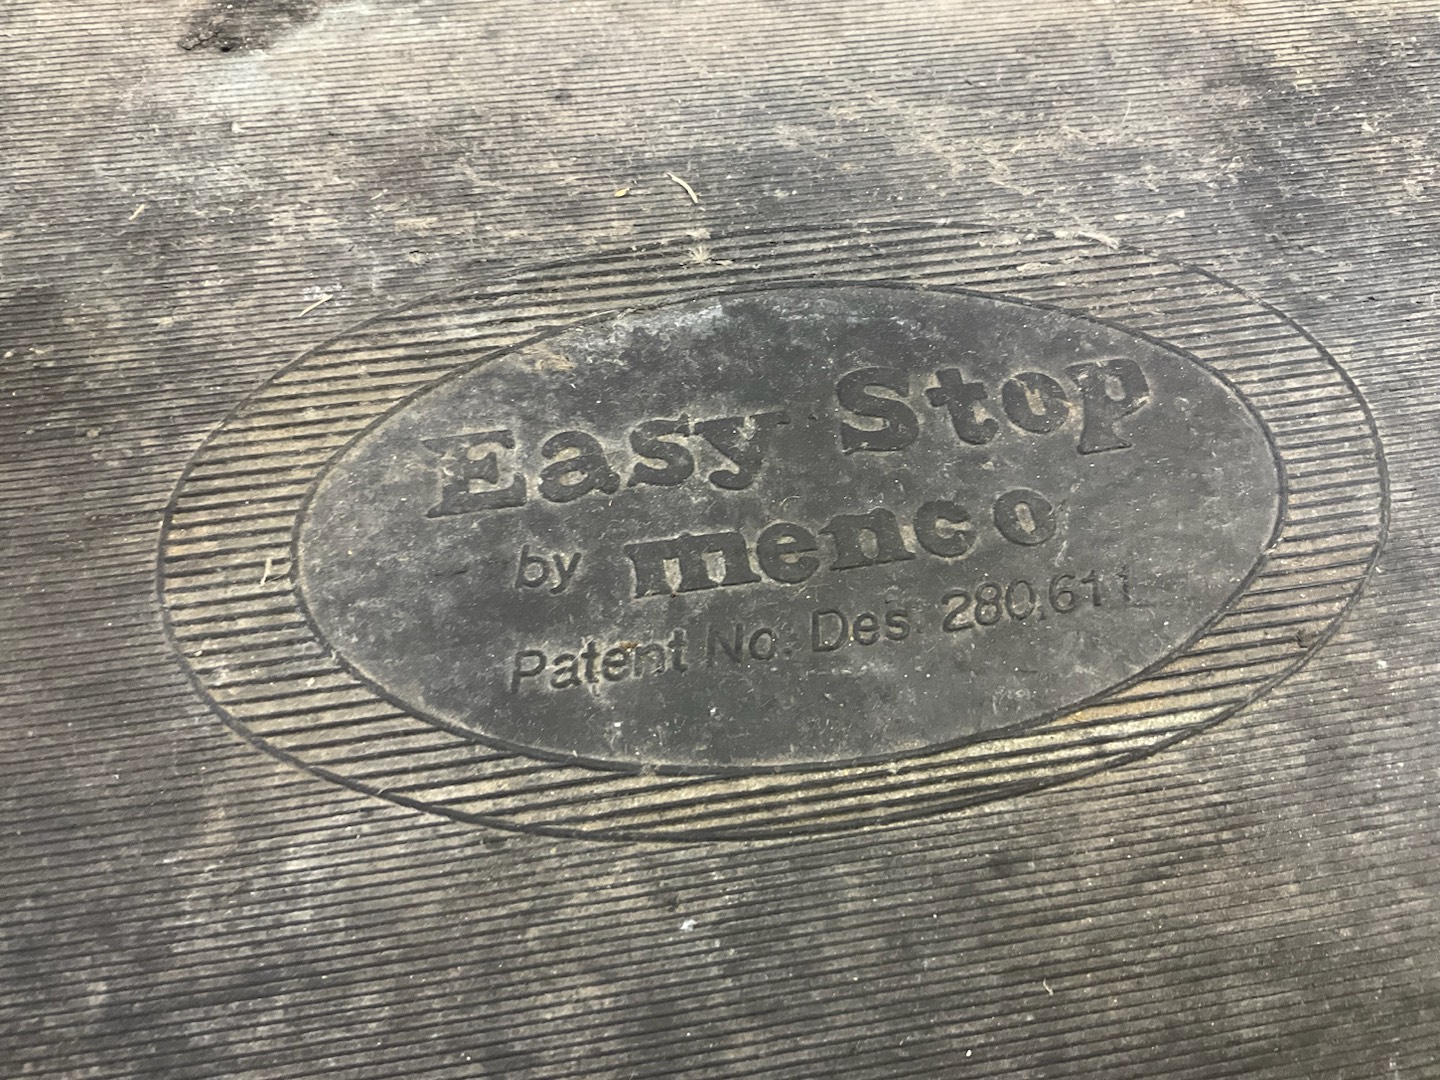 Easy Stop
by menco
Patent No. Des. 280,611